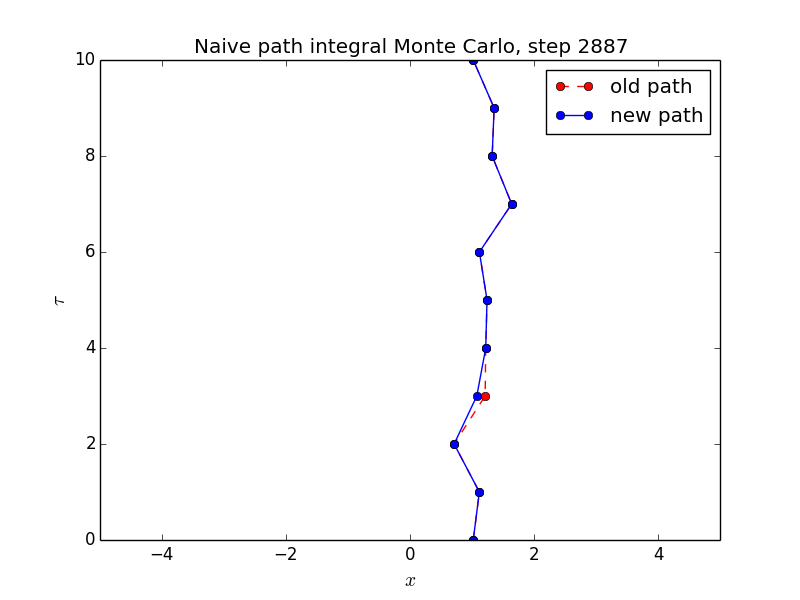 Naive path integral Monte Carlo, step 2887
old path
new path
10
8
6
4
2
0
τ
−4 −2 0 2 4
x